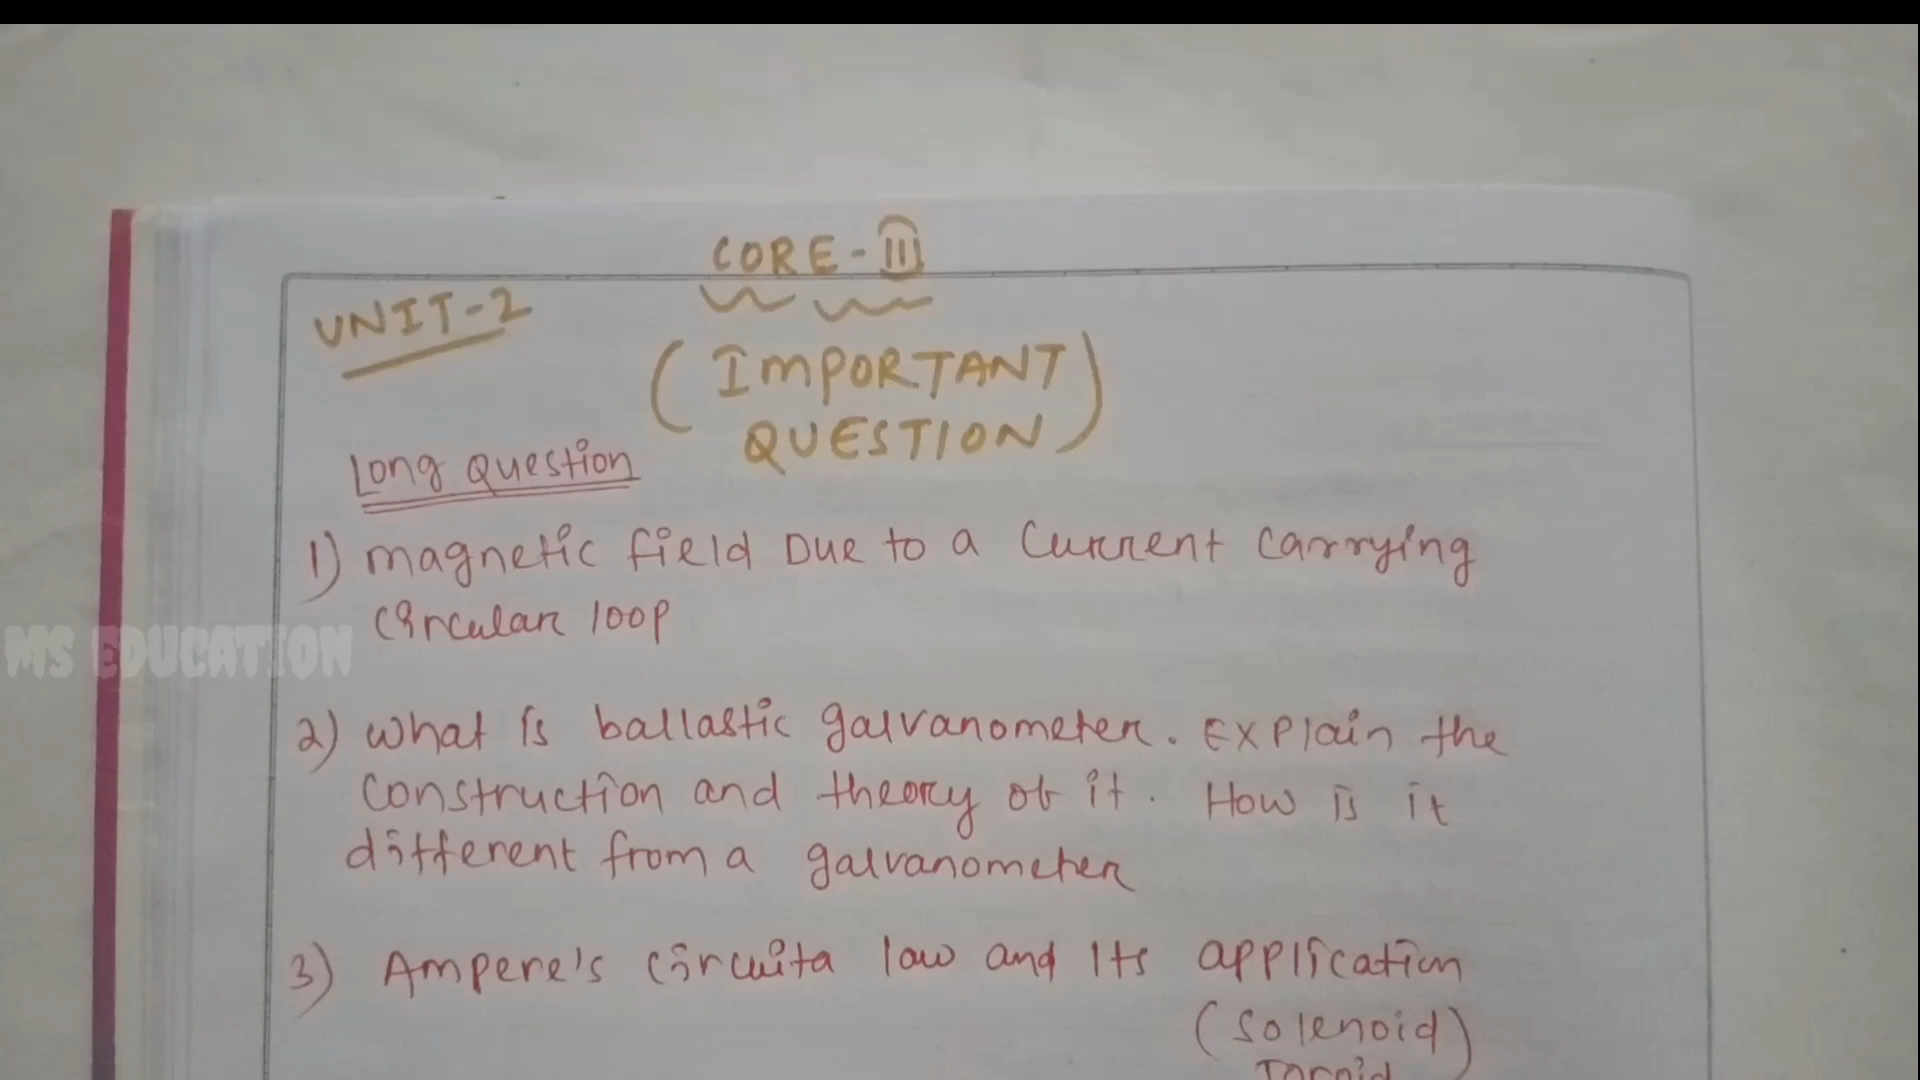 CORE-III
UNIT-2
(IMPORTANT
QUESTION)
Long Question
1) magnetic field Due to a Current Carrying
circular loop
MS EDUCATION
2) what is ballastic galvanometer. Explain the
construction and theory of it. How is it
different from a galvanometer
3) Ampere's circuita law and Its application
(Solenoid)
Toroid